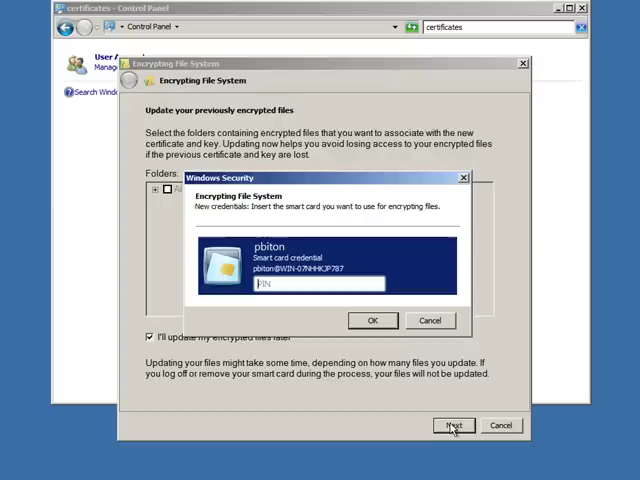 certificates - Control Panel
Control Panel
certificates
User A
Manag
Search Windo
Encrypting File System
Encrypting File System
Update your previously encrypted files
Select the folders containing encrypted files that you want to associate with the new
certificate and key. Updating now helps you avoid losing access to your encrypted files
if the previous certificate and key are lost.
Folders:
Windows Security
Encrypting File System
New credentials: Insert the smart card you want to use for encrypting files.
pbiton
Smart card credential
pbiton@WIN-07NHHKJP787
PIN
OK
Cancel
I'll update my encrypted files later
Updating your files might take some time, depending on how many files you update. If
you log off or remove your smart card during the process, your files will not be updated.
Next
Cancel